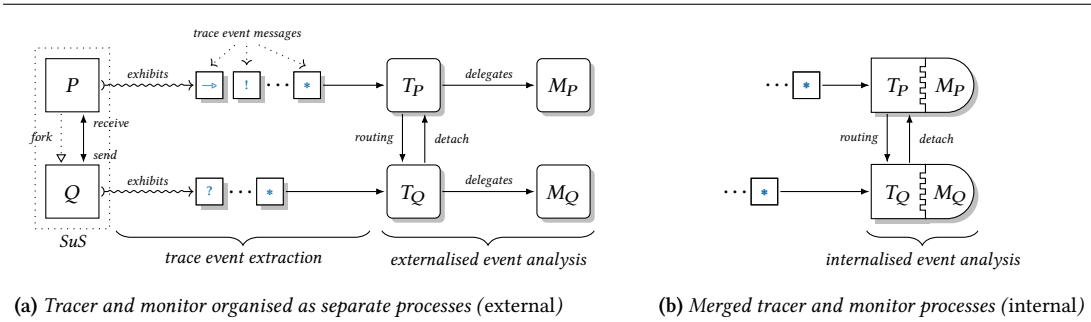 trace event messages
P exhibits ! ··· * T_P delegates M_P
fork receive routing detach
send
Q exhibits ? ··· * T_Q delegates M_Q
SuS
trace event extraction externalised event analysis
(a) Tracer and monitor organised as separate processes (external)
··· * T_P M_P
routing detach
··· * T_Q M_Q
internalised event analysis
(b) Merged tracer and monitor processes (internal)